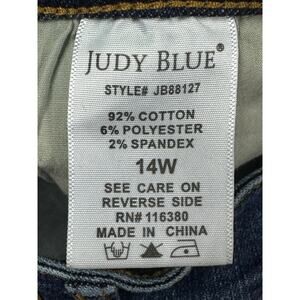 JUDY BLUE®
STYLE# JB88127
92% COTTON
6% POLYESTER
2% SPANDEX
14W
SEE CARE ON
REVERSE SIDE
RN# 116380
MADE IN CHINA